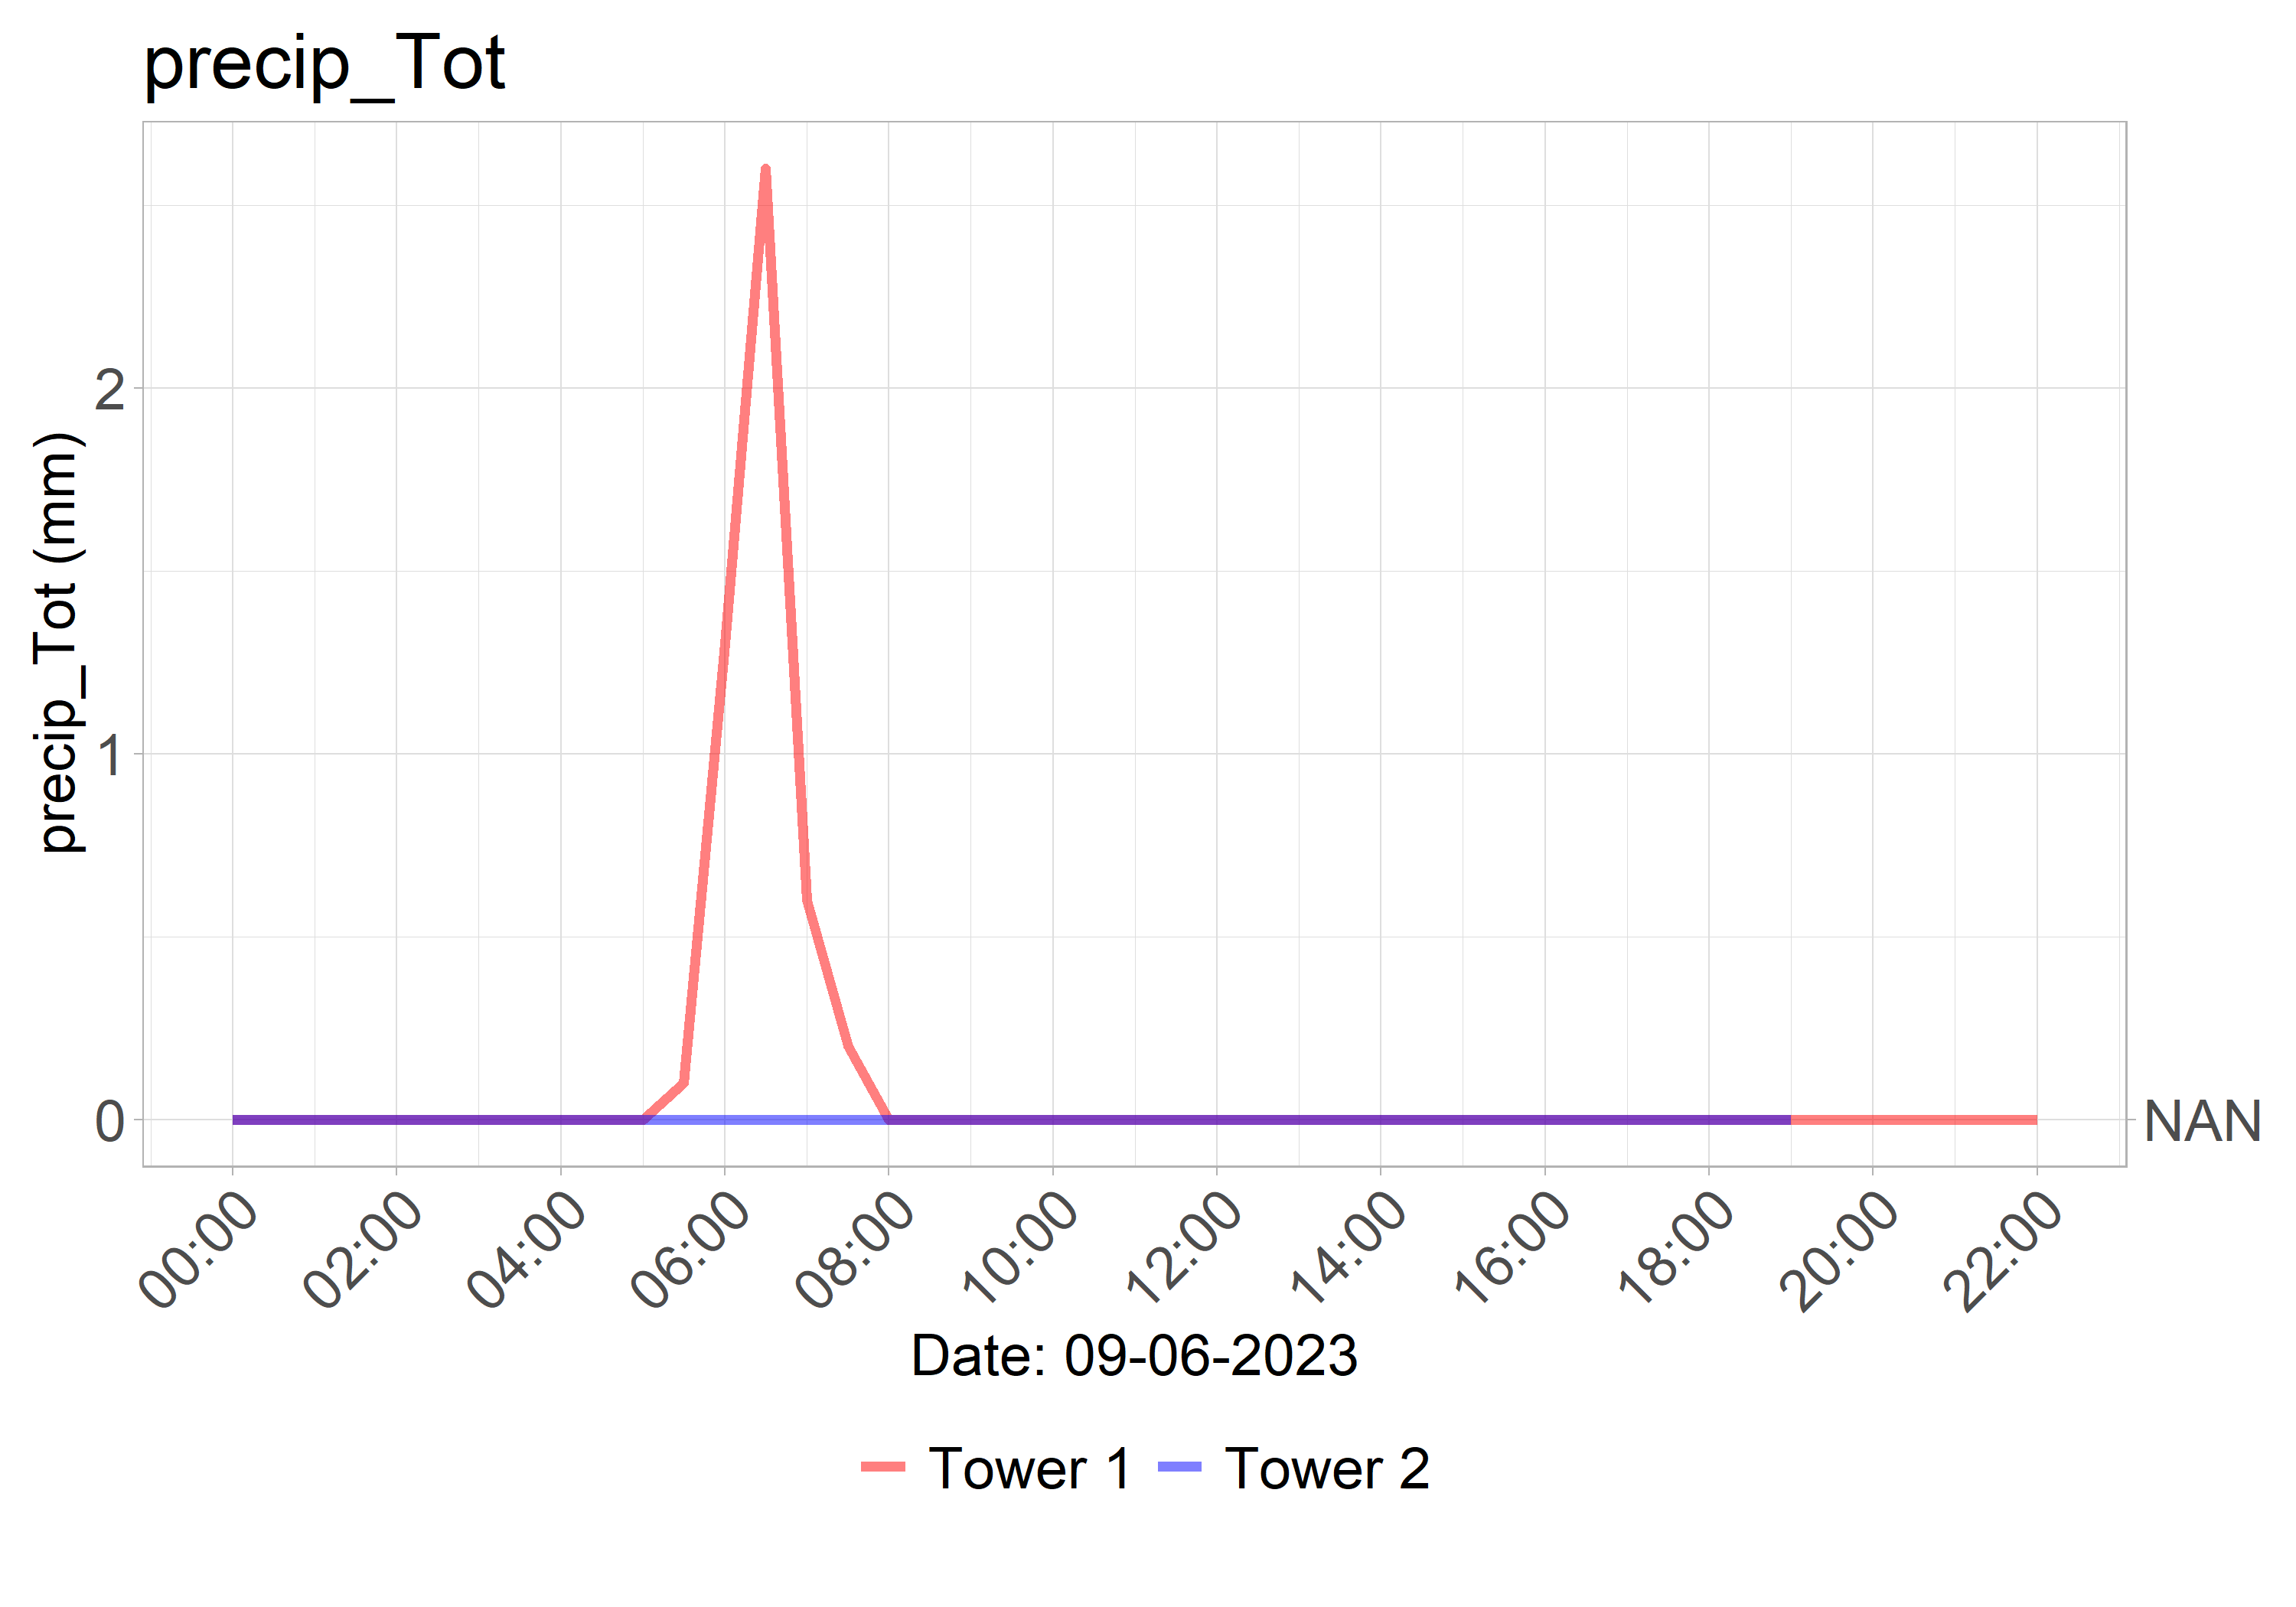 precip_Tot
precip_Tot (mm)
2
1
0
NAN
00:00 02:00 04:00 06:00 08:00 10:00 12:00 14:00 16:00 18:00 20:00 22:00
Date: 09-06-2023
Tower 1 Tower 2